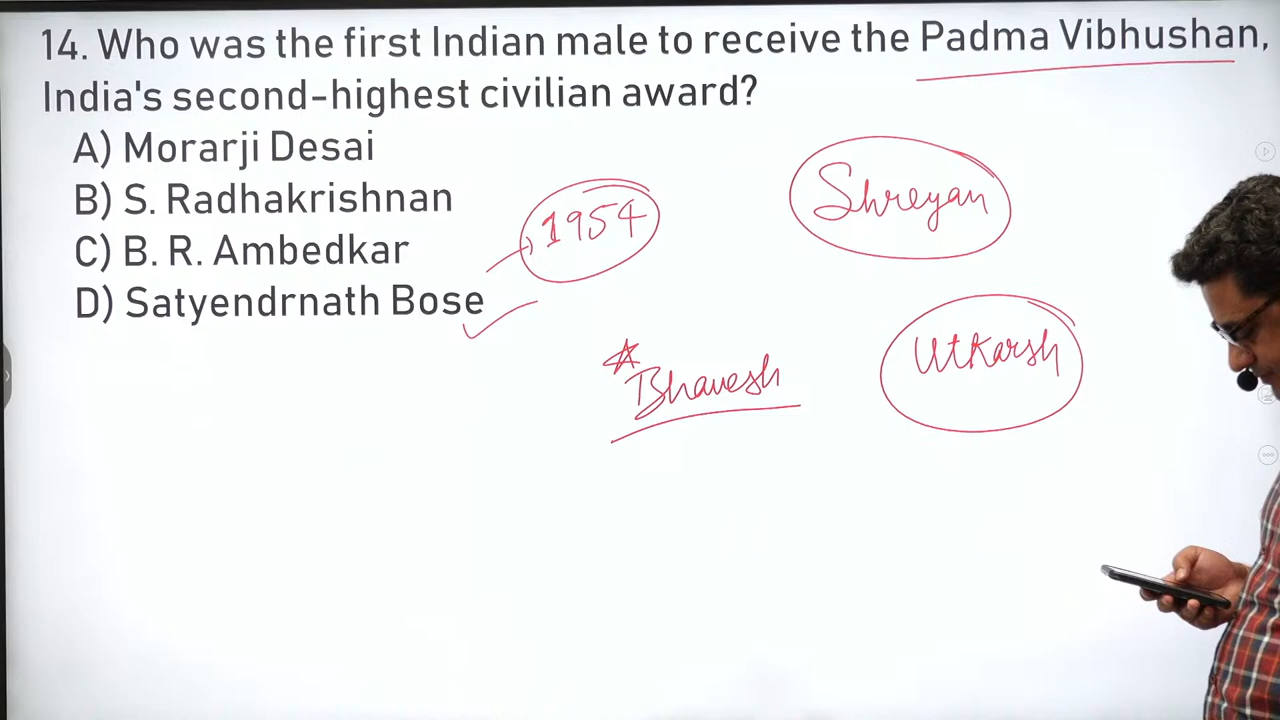 14. Who was the first Indian male to receive the Padma Vibhushan,
India's second-highest civilian award?
A) Morarji Desai
B) S. Radhakrishnan
C) B. R. Ambedkar
D) Satyendrnath Bose
1954
Shreyan
Bhavesh
Utkarsh